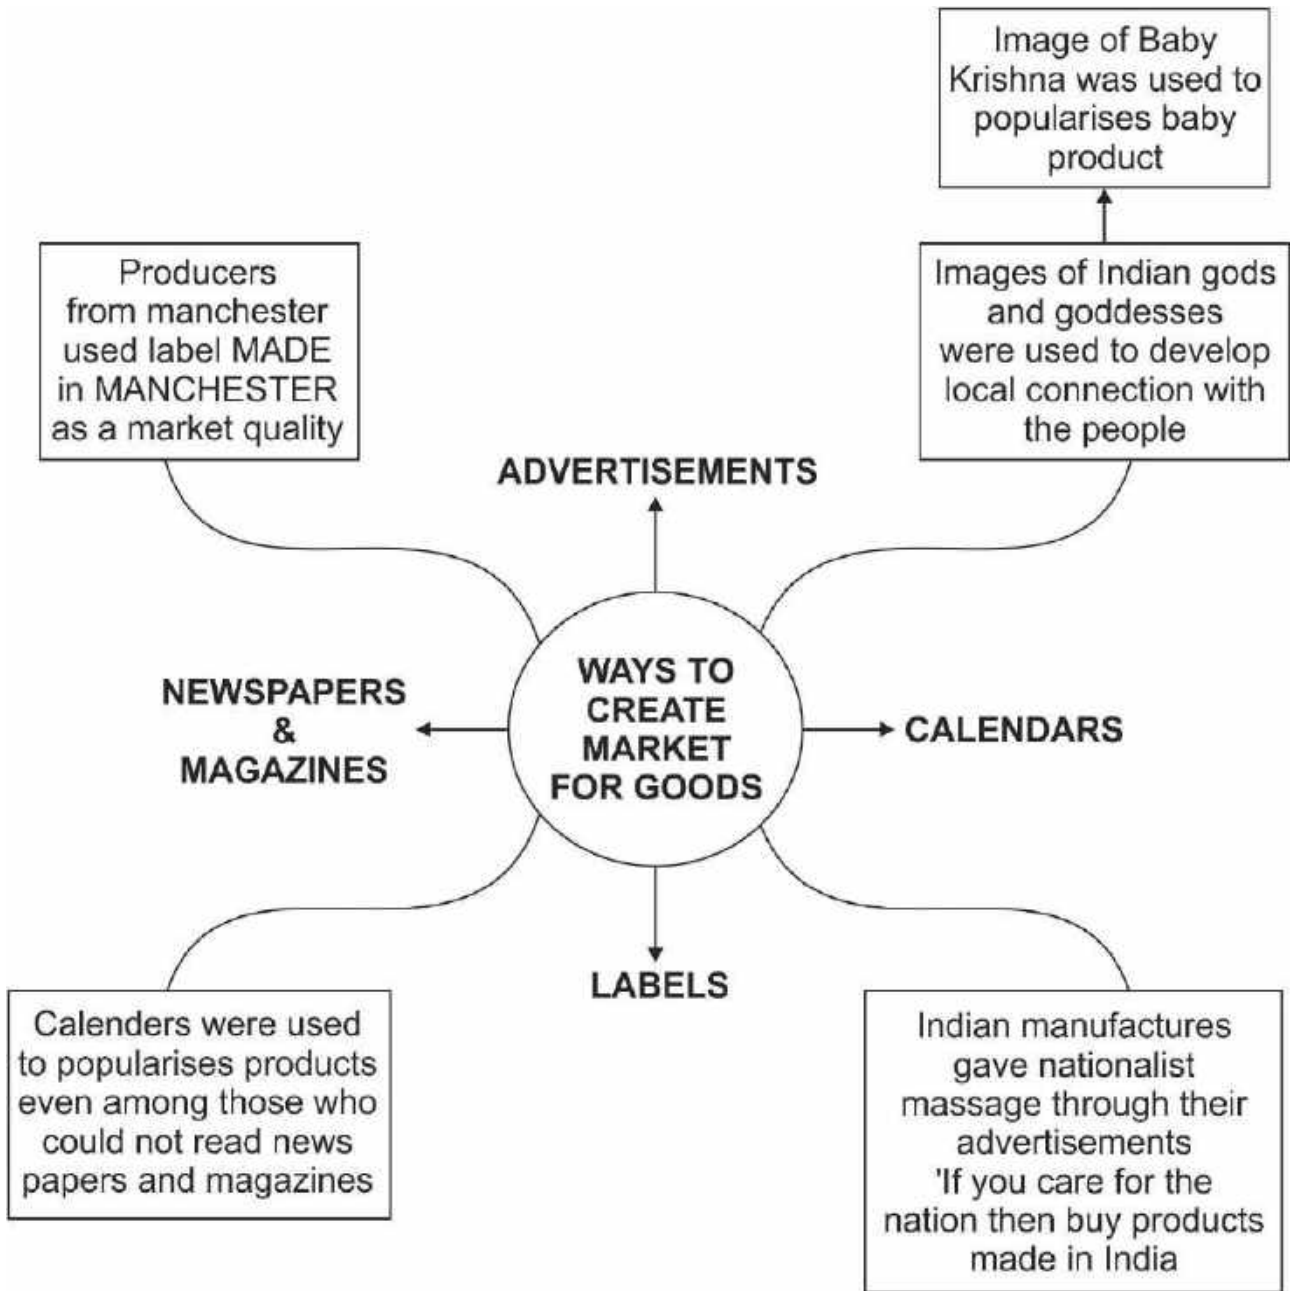 Image of Baby
Krishna was used to
popularises baby
product
Producers
from manchester
used label MADE
in MANCHESTER
as a market quality
Images of Indian gods
and goddesses
were used to develop
local connection with
the people
ADVERTISEMENTS
NEWSPAPERS
&
MAGAZINES
WAYS TO
CREATE
MARKET
FOR GOODS
CALENDARS
LABELS
Calenders were used
to popularises products
even among those who
could not read news
papers and magazines
Indian manufactures
gave nationalist
massage through their
advertisements
'If you care for the
nation then buy products
made in India